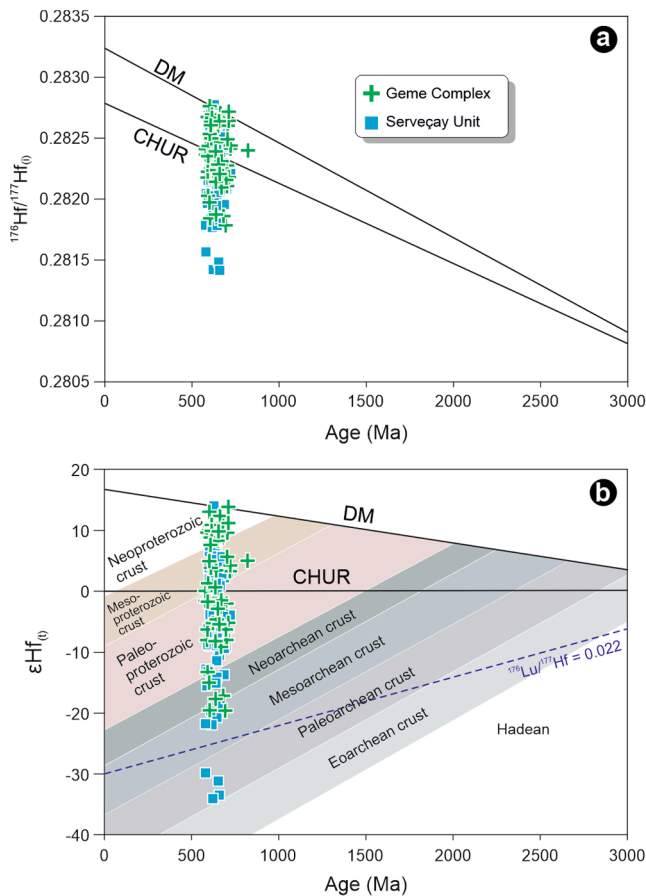 a
0.2835
0.2830
0.2825
0.2820
0.2815
0.2810
0.2805
¹⁷⁶Hf/¹⁷⁷Hf(i)
DM
CHUR
Geme Complex
Serveçay Unit
0 500 1000 1500 2000 2500 3000
Age (Ma)
b
20
10
0
-10
-20
-30
-40
εHf(t)
DM
CHUR
Neoproterozoic
crust
Meso-
proterozoic
crust
Paleo-
proterozoic
crust
Neoarchean crust
Mesoarchean crust
Paleoarchean crust
Eoarchean crust
¹⁷⁶Lu/¹⁷⁷Hf = 0.022
Hadean
0 500 1000 1500 2000 2500 3000
Age (Ma)